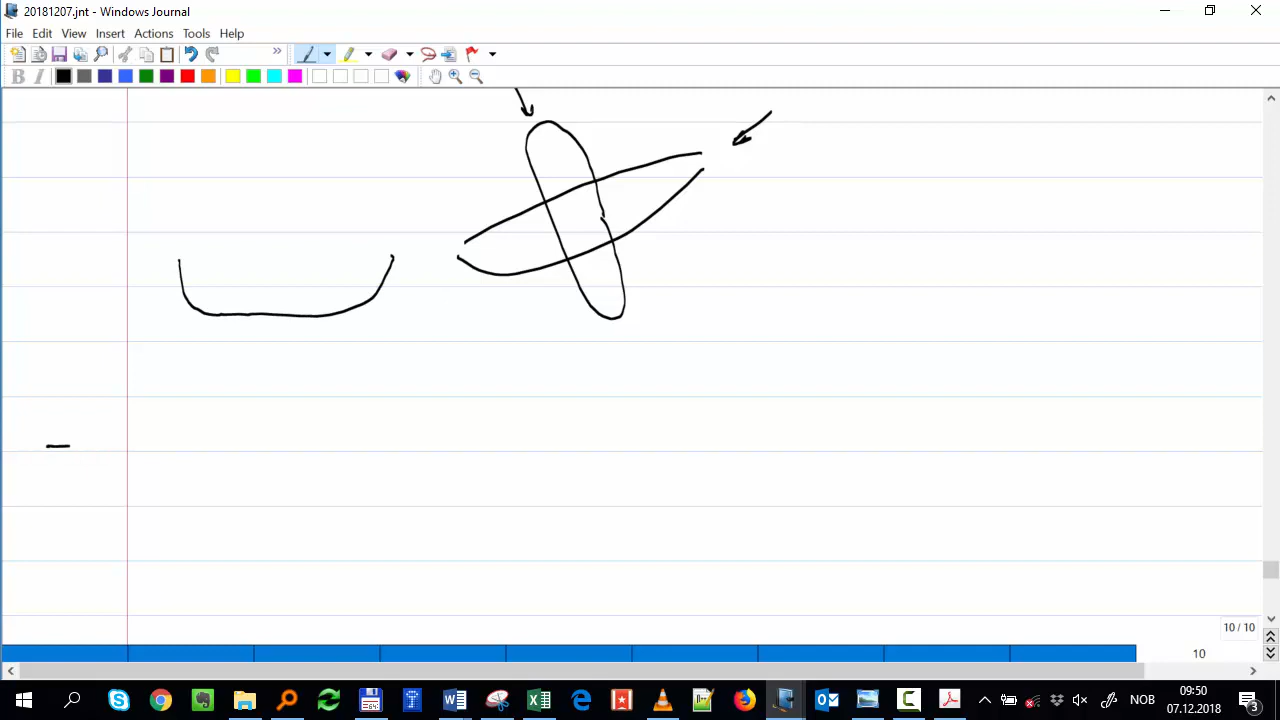 20181207.jnt - Windows Journal
File Edit View Insert Actions Tools Help
B I
10 / 10
10
NOB
09:50
07.12.2018
3